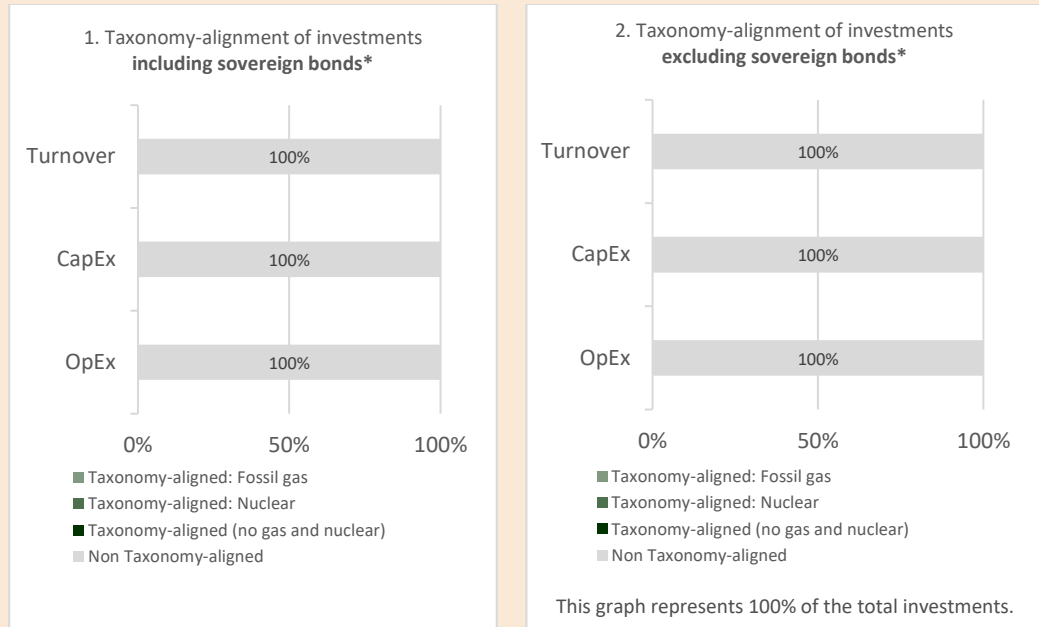 1. Taxonomy-alignment of investments
including sovereign bonds*
Turnover
100%
CapEx
100%
OpEx
100%
0% 50% 100%
Taxonomy-aligned: Fossil gas
Taxonomy-aligned: Nuclear
Taxonomy-aligned (no gas and nuclear)
Non Taxonomy-aligned
2. Taxonomy-alignment of investments
excluding sovereign bonds*
Turnover
100%
CapEx
100%
OpEx
100%
0% 50% 100%
Taxonomy-aligned: Fossil gas
Taxonomy-aligned: Nuclear
Taxonomy-aligned (no gas and nuclear)
Non Taxonomy-aligned
This graph represents 100% of the total investments.